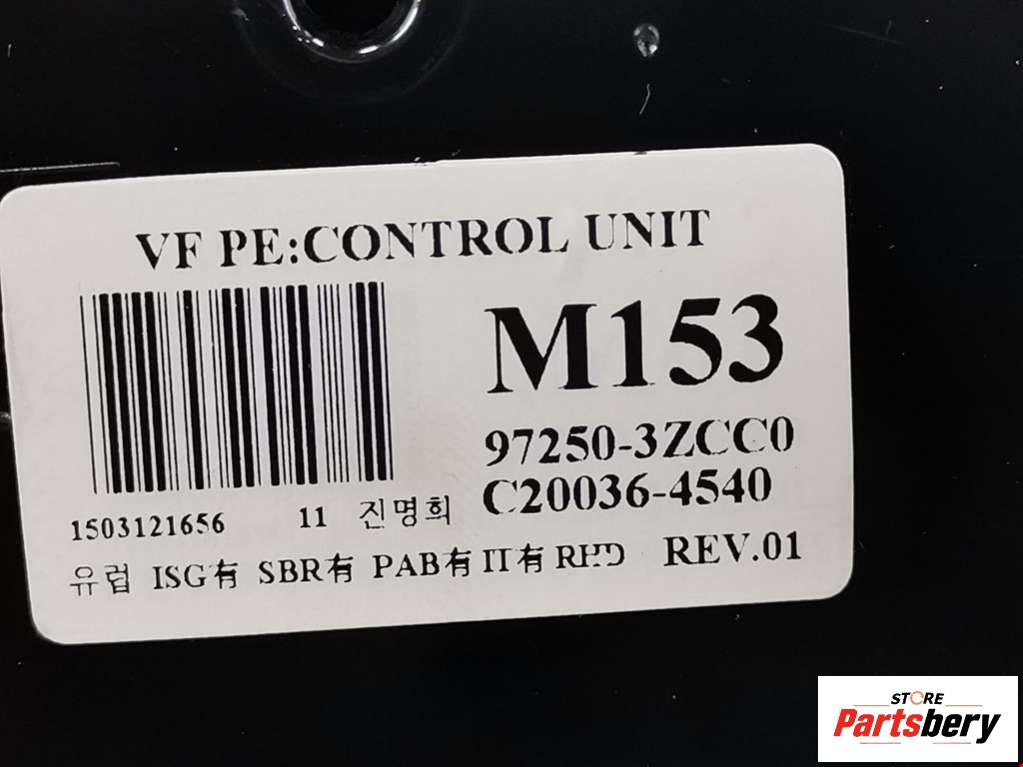 VF PE:CONTROL UNIT
M153
97250-3ZCC0
C20036-4540
1503121656 11 진명희
유럽 ISG有 SBR有 PAB有 IT有 RHD REV.01
STORE
Partsbery